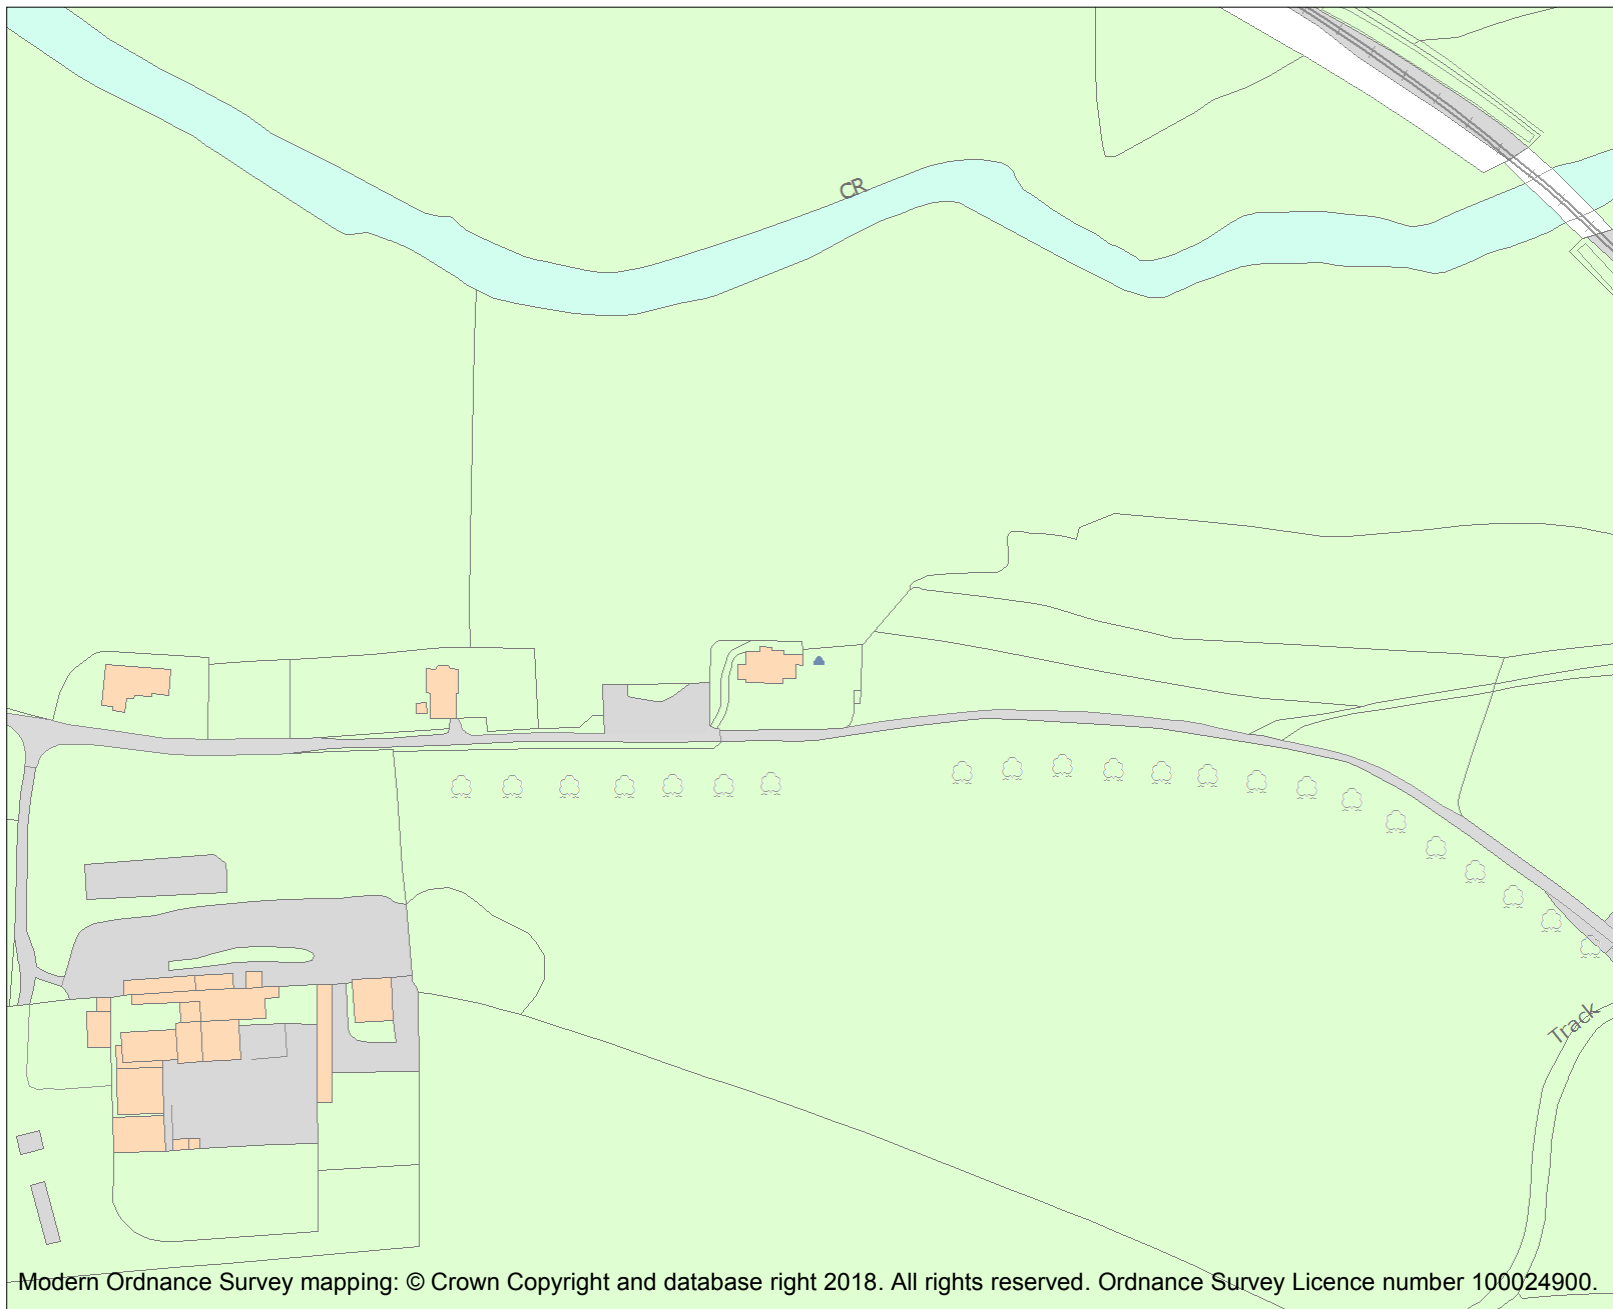 CR
Track
Modern Ordnance Survey mapping: © Crown Copyright and database right 2018. All rights reserved. Ordnance Survey Licence number 100024900.